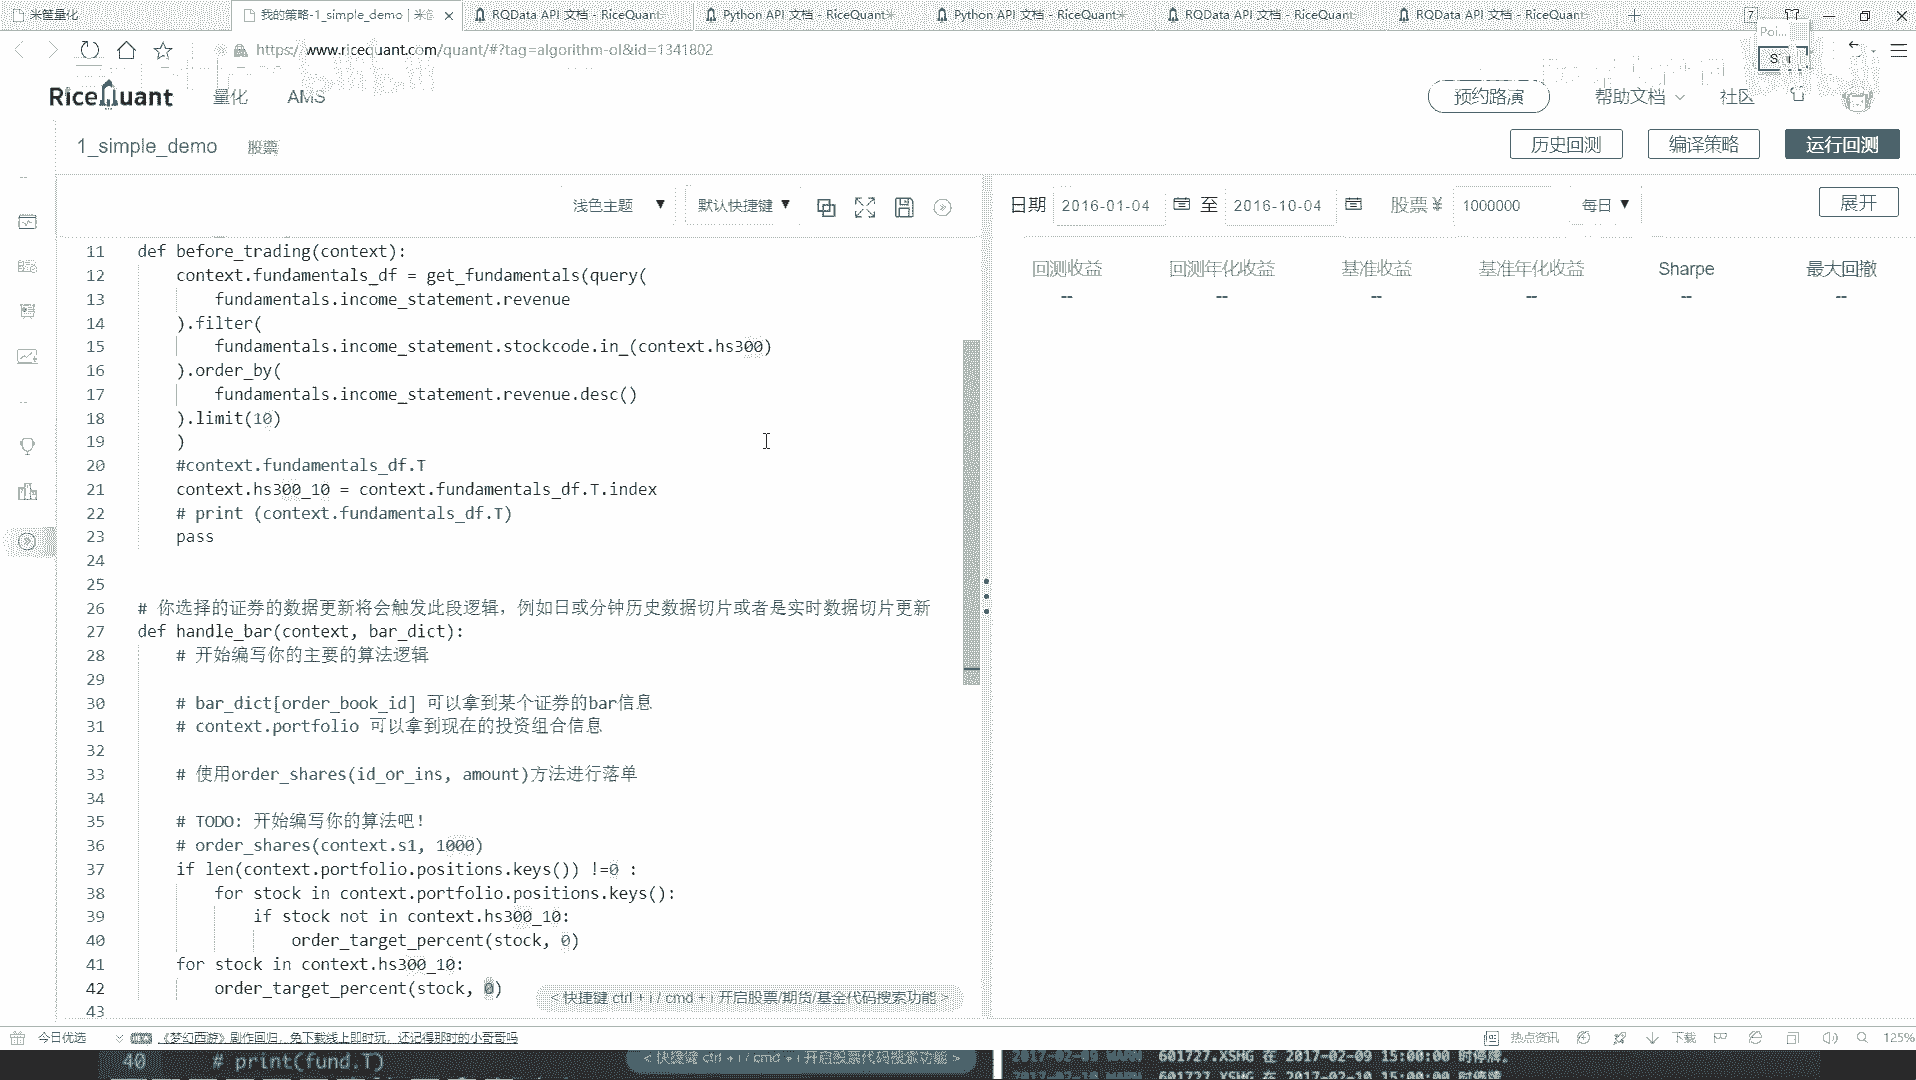 米筐量化
我的策略-1_simple_demo | 米筐
RQData API 文档 - RiceQuant
Python API 文档 - RiceQuant
Python API 文档 - RiceQuant
RQData API 文档 - RiceQuant
RQData API 文档 - RiceQuant
7
Poi...
https://www.ricequant.com/quant/#?tag=algorithm-ol&id=1341802
RiceQuant
量化
AMS
预约路演
帮助文档
社区
1_simple_demo
股票
历史回测
编译策略
运行回测
浅色主题
默认快捷键
日期
2016-01-04
至
2016-10-04
股票 ¥
1000000
每日
展开
回测收益
回测年化收益
基准收益
基准年化收益
Sharpe
最大回撤
--
--
--
--
--
--
11 def before_trading(context):
12 context.fundamentals_df = get_fundamentals(query(
13 fundamentals.income_statement.revenue
14 ).filter(
15 fundamentals.income_statement.stockcode.in_(context.hs300)
16 ).order_by(
17 fundamentals.income_statement.revenue.desc()
18 ).limit(10)
19 )
20 #context.fundamentals_df.T
21 context.hs300_10 = context.fundamentals_df.T.index
22 # print (context.fundamentals_df.T)
23 pass
24
25
26 # 你选择的证券的数据更新将会触发此段逻辑，例如日或分钟历史数据切片或者是实时数据切片更新
27 def handle_bar(context, bar_dict):
28 # 开始编写你的主要的算法逻辑
29
30 # bar_dict[order_book_id] 可以拿到某个证券的bar信息
31 # context.portfolio 可以拿到现在的投资组合信息
32
33 # 使用order_shares(id_or_ins, amount)方法进行落单
34
35 # TODO: 开始编写你的算法吧！
36 # order_shares(context.s1, 1000)
37 if len(context.portfolio.positions.keys()) !=0 :
38 for stock in context.portfolio.positions.keys():
39 if stock not in context.hs300_10:
40 order_target_percent(stock, 0)
41 for stock in context.hs300_10:
42 order_target_percent(stock, 0)
43
< 快捷键 ctrl + i / cmd + i 开启股票/期货/基金代码搜索功能 >
今日优选
《梦幻西游》剧作回归，免下载线上即时玩，还记得那时的小哥哥吗
热点资讯
下载
125%
40 # print(fund.T)
< 快捷键 ctrl + i / cmd + i 开启股票代码搜索功能 >
2017-02-09 WARN 601727.XSHG 在 2017-02-09 15:00:00 时停牌。
2017-02-10 WARN 601727.XSHG 在 2017-02-10 15:00:00 时停牌。